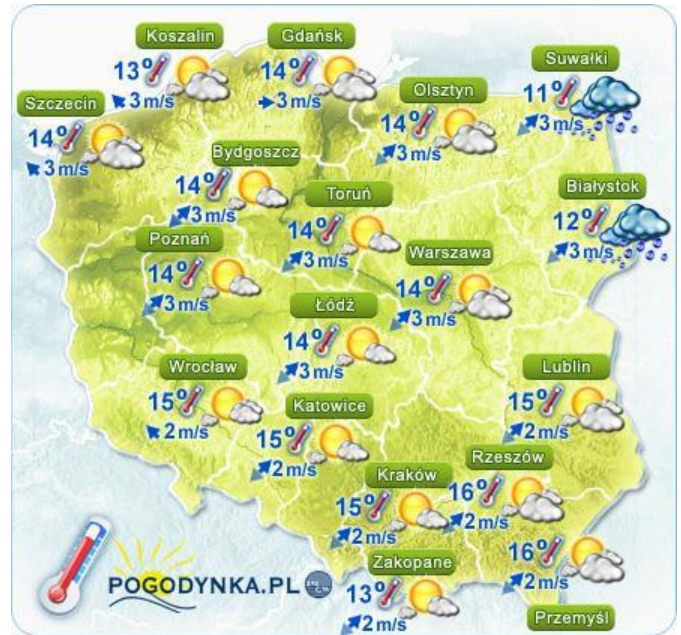 Koszalin
13°
3 m/s
Gdańsk
14°
3 m/s
Suwałki
11°
3 m/s
Szczecin
14°
3 m/s
Olsztyn
14°
3 m/s
Bydgoszcz
14°
3 m/s
Toruń
14°
3 m/s
Białystok
12°
3 m/s
Poznań
14°
3 m/s
Warszawa
14°
3 m/s
Łódź
14°
3 m/s
Wrocław
15°
2 m/s
Katowice
15°
2 m/s
Lublin
15°
2 m/s
Kraków
15°
2 m/s
Rzeszów
16°
2 m/s
16°
2 m/s
Przemyśl
Zakopane
13°
2 m/s
POGODYNKA.PL